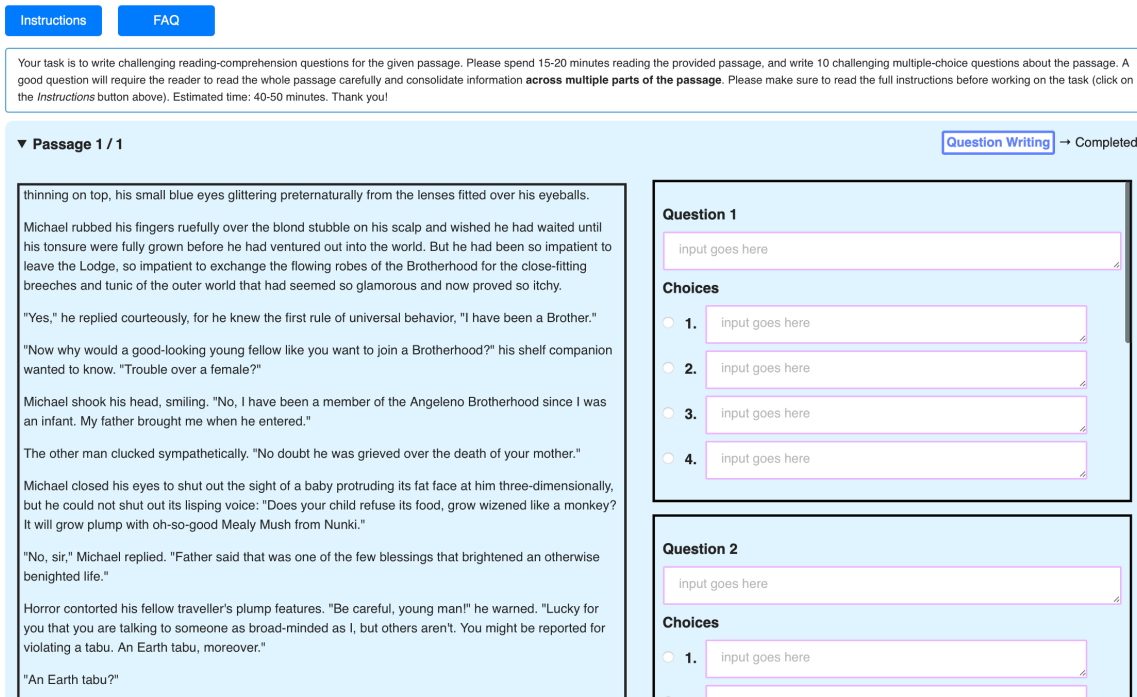 Instructions
FAQ
Your task is to write challenging reading-comprehension questions for the given passage. Please spend 15-20 minutes reading the provided passage, and write 10 challenging multiple-choice questions about the passage. A
good question will require the reader to read the whole passage carefully and consolidate information across multiple parts of the passage. Please make sure to read the full instructions before working on the task (click on
the Instructions button above). Estimated time: 40-50 minutes. Thank you!
▼ Passage 1 / 1
Question Writing → Completed
thinning on top, his small blue eyes glittering preternaturally from the lenses fitted over his eyeballs.
Michael rubbed his fingers ruefully over the blond stubble on his scalp and wished he had waited until
his tonsure were fully grown before he had ventured out into the world. But he had been so impatient to
leave the Lodge, so impatient to exchange the flowing robes of the Brotherhood for the close-fitting
breeches and tunic of the outer world that had seemed so glamorous and now proved so itchy.
"Yes," he replied courteously, for he knew the first rule of universal behavior, "I have been a Brother."
"Now why would a good-looking young fellow like you want to join a Brotherhood?" his shelf companion
wanted to know. "Trouble over a female?"
Michael shook his head, smiling. "No, I have been a member of the Angeleno Brotherhood since I was
an infant. My father brought me when he entered."
The other man clucked sympathetically. "No doubt he was grieved over the death of your mother."
Michael closed his eyes to shut out the sight of a baby protruding its fat face at him three-dimensionally,
but he could not shut out its lisping voice: "Does your child refuse its food, grow wizened like a monkey?
It will grow plump with oh-so-good Mealy Mush from Nunki."
"No, sir," Michael replied. "Father said that was one of the few blessings that brightened an otherwise
benighted life."
Horror contorted his fellow traveller's plump features. "Be careful, young man!" he warned. "Lucky for
you that you are talking to someone as broad-minded as I, but others aren't. You might be reported for
violating a tabu. An Earth tabu, moreover."
"An Earth tabu?"
Question 1
input goes here
Choices
1. input goes here
2. input goes here
3. input goes here
4. input goes here
Question 2
input goes here
Choices
1. input goes here